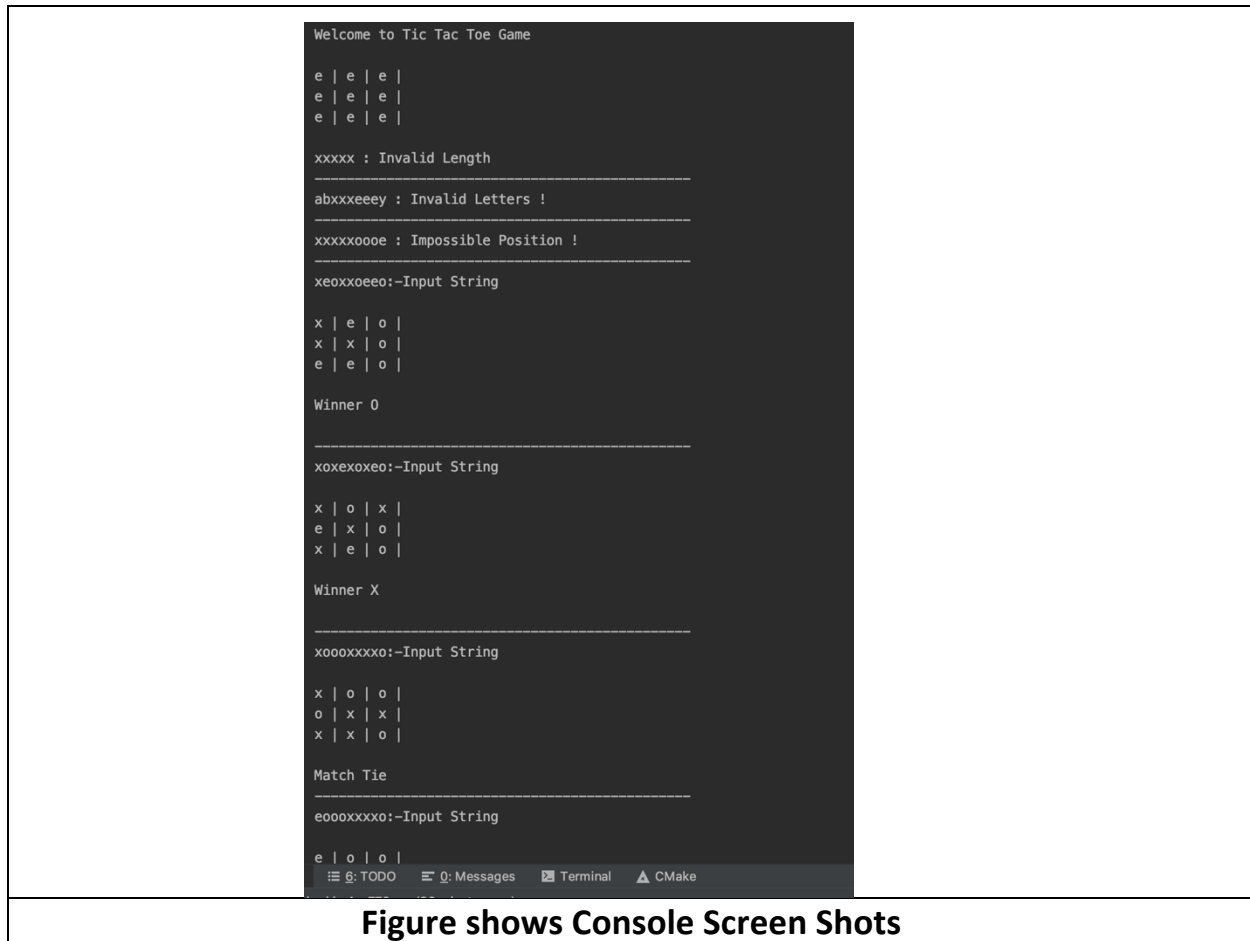 Welcome to Tic Tac Toe Game
e | e | e |
e | e | e |
e | e | e |
xxxxx : Invalid Length
-----------------------------------------------
abxxxeeey : Invalid Letters !
-----------------------------------------------
xxxxxoooe : Impossible Position !
-----------------------------------------------
xeoxxoeeo:-Input String
x | e | o |
x | x | o |
e | e | o |
Winner O
-----------------------------------------------
xoxexoxeo:-Input String
x | o | x |
e | x | o |
x | e | o |
Winner X
-----------------------------------------------
xoooxxxxo:-Input String
x | o | o |
o | x | x |
x | x | o |
Match Tie
-----------------------------------------------
eoooxxxxo:-Input String
e | o | o |
6: TODO 0: Messages Terminal CMake
Figure shows Console Screen Shots